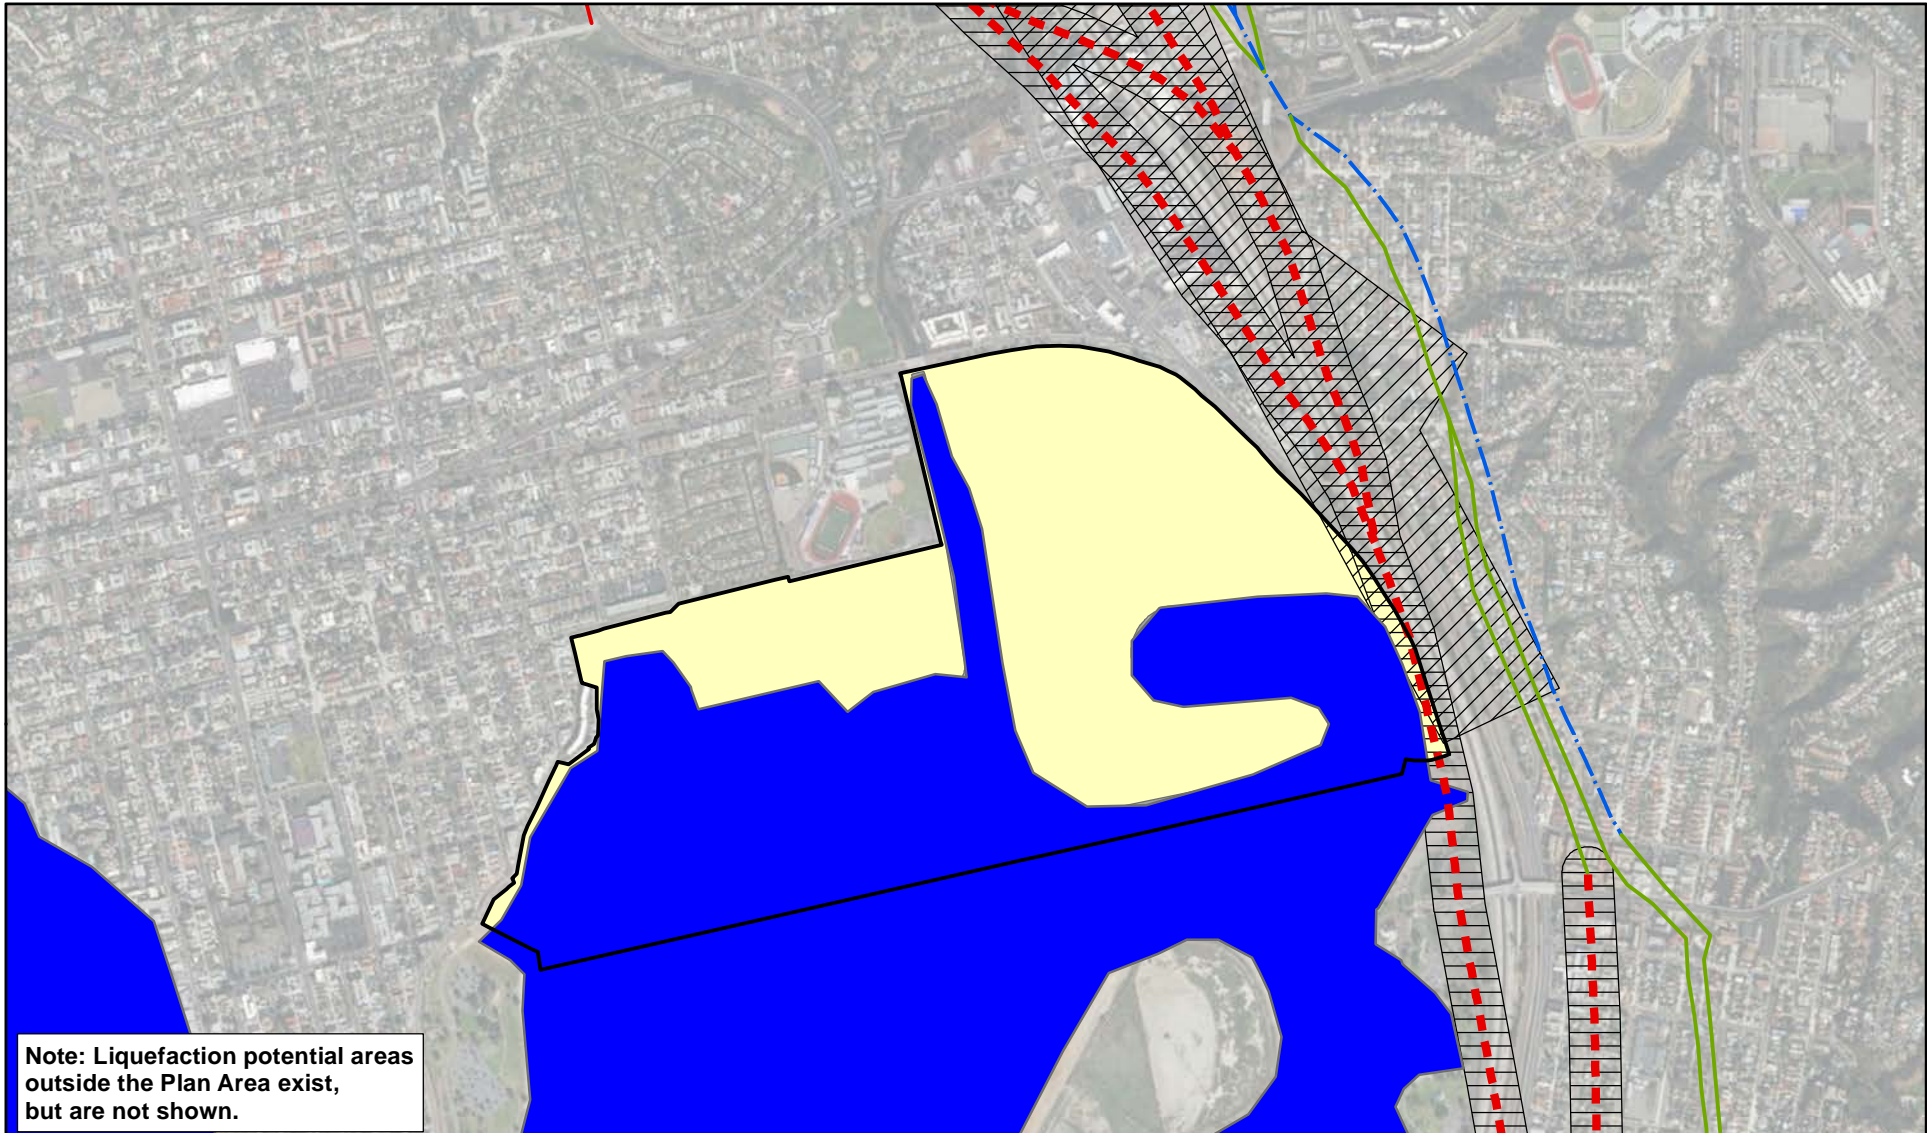 Note: Liquefaction potential areas
outside the Plan Area exist,
but are not shown.